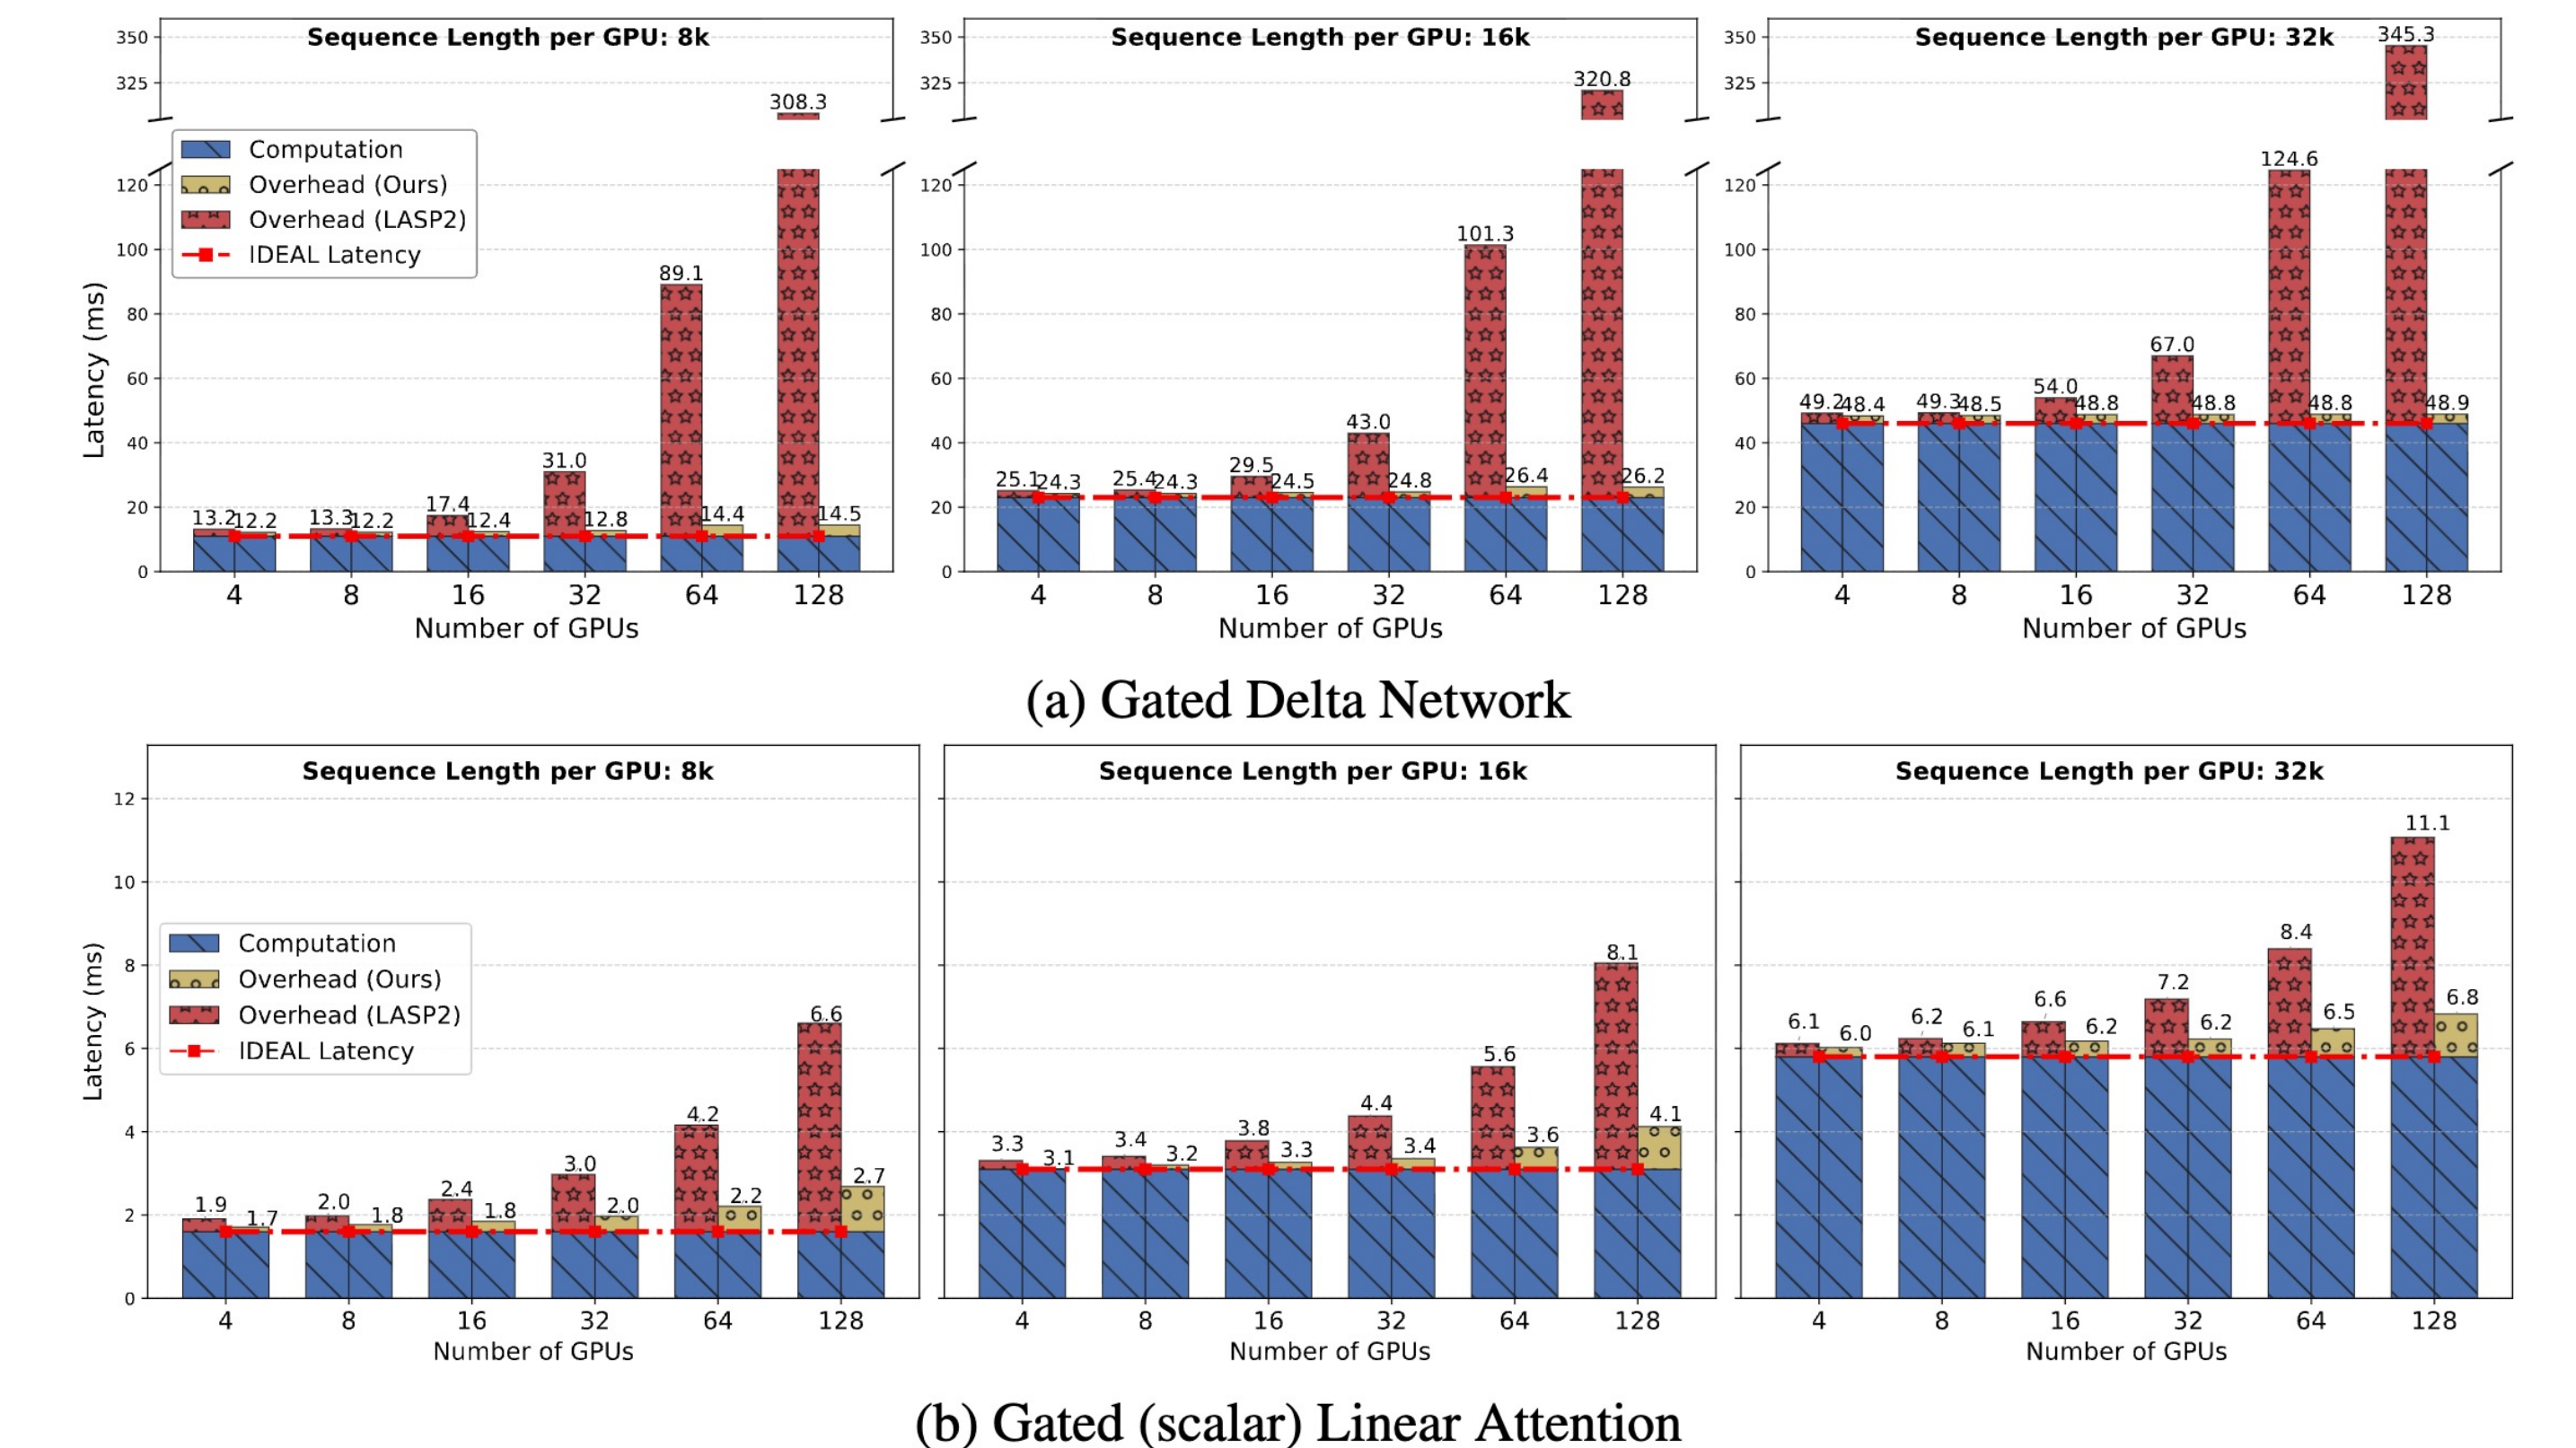 Sequence Length per GPU: 8k
350
325
308.3
Computation
Overhead (Ours)
Overhead (LASP2)
IDEAL Latency
Latency (ms)
120
100
80
60
40
20
0
13.2 12.2 13.3 12.2 17.4 12.4 31.0 12.8 89.1 14.4 14.5
4 8 16 32 64 128
Number of GPUs
Sequence Length per GPU: 16k
350
325
320.8
120
100
80
60
40
20
0
25.1 24.3 25.4 24.3 29.5 24.5 43.0 24.8 101.3 26.4 26.2
4 8 16 32 64 128
Number of GPUs
Sequence Length per GPU: 32k
350
325
345.3
120
100
80
60
40
20
0
49.2 48.4 49.3 48.5 54.0 48.8 67.0 48.8 124.6 48.8 48.9
4 8 16 32 64 128
Number of GPUs
(a) Gated Delta Network
Sequence Length per GPU: 8k
Computation
Overhead (Ours)
Overhead (LASP2)
IDEAL Latency
Latency (ms)
12
10
8
6
4
2
0
1.9 1.7 2.0 1.8 2.4 1.8 3.0 2.0 4.2 2.2 6.6 2.7
4 8 16 32 64 128
Number of GPUs
Sequence Length per GPU: 16k
3.3 3.1 3.4 3.2 3.8 3.3 4.4 3.4 5.6 3.6 8.1 4.1
4 8 16 32 64 128
Number of GPUs
Sequence Length per GPU: 32k
6.1 6.0 6.2 6.1 6.6 6.2 7.2 6.2 8.4 6.5 11.1 6.8
4 8 16 32 64 128
Number of GPUs
(b) Gated (scalar) Linear Attention